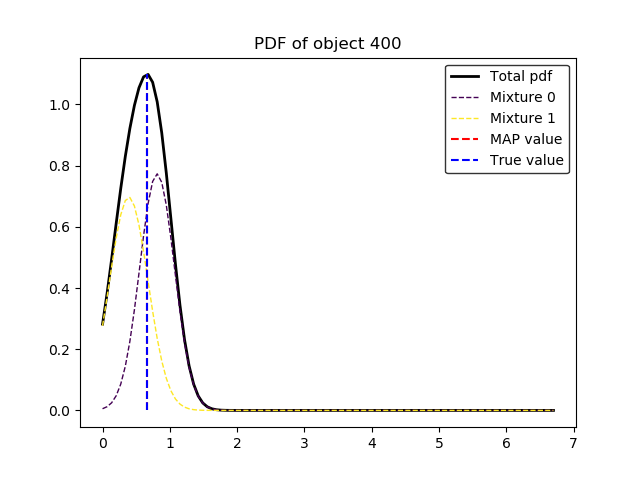 PDF of object 400
Total pdf
Mixture 0
Mixture 1
MAP value
True value
1.0
0.8
0.6
0.4
0.2
0.0
0 1 2 3 4 5 6 7